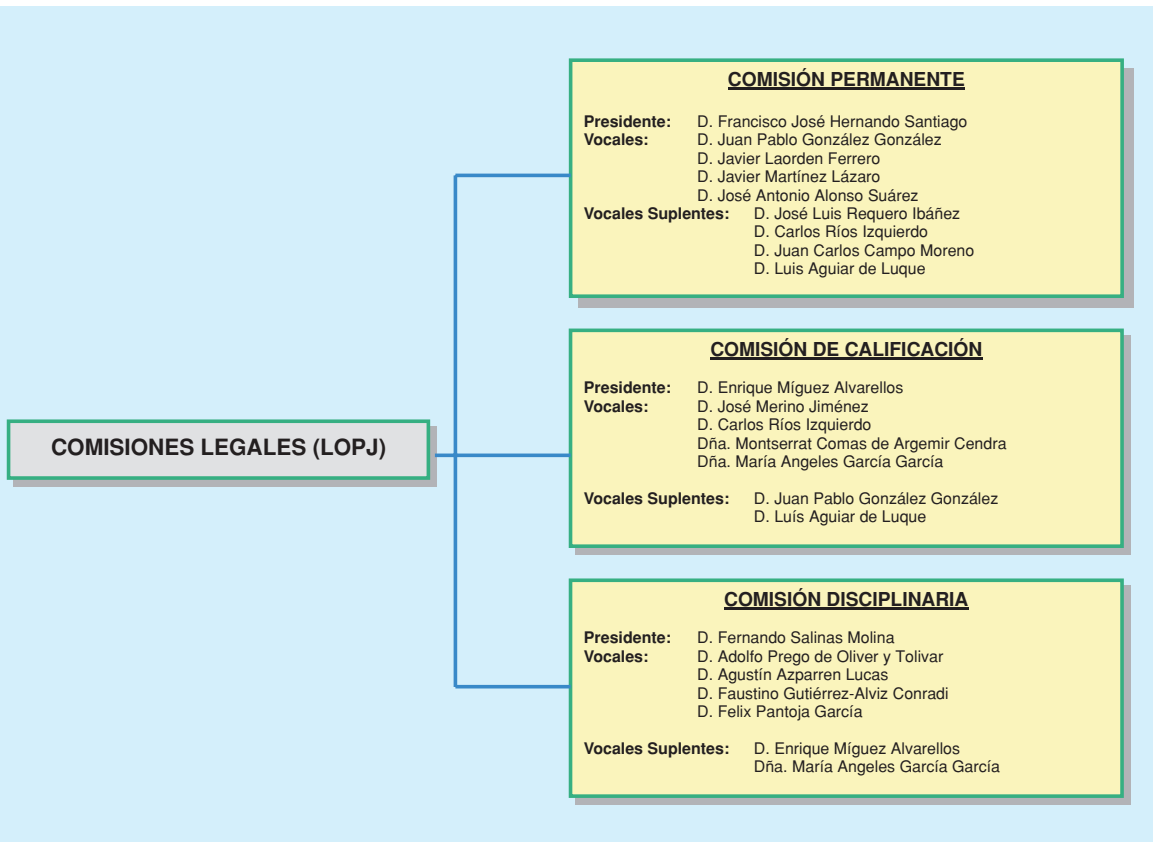 COMISIONES LEGALES (LOPJ)
COMISIÓN PERMANENTE
Presidente: D. Francisco José Hernando Santiago
Vocales: D. Juan Pablo González González
D. Javier Laorden Ferrero
D. Javier Martínez Lázaro
D. José Antonio Alonso Suárez
Vocales Suplentes: D. José Luis Requero Ibáñez
D. Carlos Ríos Izquierdo
D. Juan Carlos Campo Moreno
D. Luis Aguiar de Luque
COMISIÓN DE CALIFICACIÓN
Presidente: D. Enrique Míguez Alvarellos
Vocales: D. José Merino Jiménez
D. Carlos Ríos Izquierdo
Dña. Montserrat Comas de Argemir Cendra
Dña. María Angeles García García
Vocales Suplentes: D. Juan Pablo González González
D. Luís Aguiar de Luque
COMISIÓN DISCIPLINARIA
Presidente: D. Fernando Salinas Molina
Vocales: D. Adolfo Prego de Oliver y Tolivar
D. Agustín Azparren Lucas
D. Faustino Gutiérrez-Alviz Conradi
D. Felix Pantoja García
Vocales Suplentes: D. Enrique Míguez Alvarellos
Dña. María Angeles García García